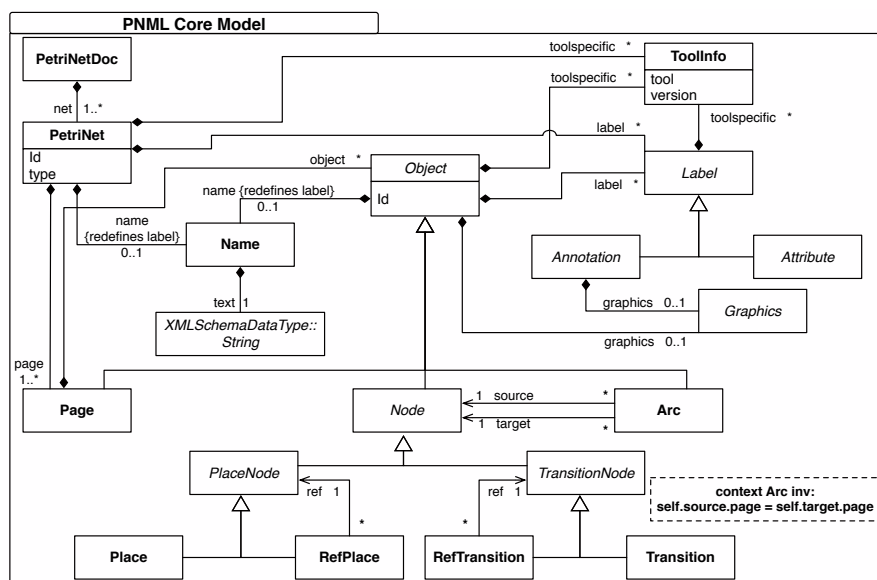 PNML Core Model
PetriNetDoc
toolspecific *
ToolInfo
tool
version
toolspecific *
net 1..*
toolspecific *
PetriNet
Id
type
label *
object *
Object
Id
Label
name {redefines label}
0..1
label *
name
{redefines label}
0..1
Name
Annotation
Attribute
text 1
graphics 0..1
Graphics
XMLSchemaDataType::
String
graphics 0..1
page
1..*
Page
Node
1 source *
1 target *
Arc
PlaceNode
ref 1
*
TransitionNode
ref 1
*
context Arc inv:
self.source.page = self.target.page
Place
RefPlace
RefTransition
Transition